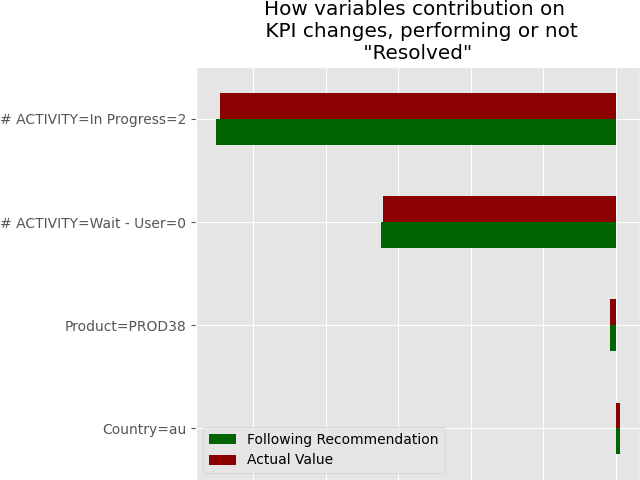 How variables contribution on
KPI changes, performing or not
"Resolved"
# ACTIVITY=In Progress=2
# ACTIVITY=Wait - User=0
Product=PROD38
Country=au
Following Recommendation
Actual Value